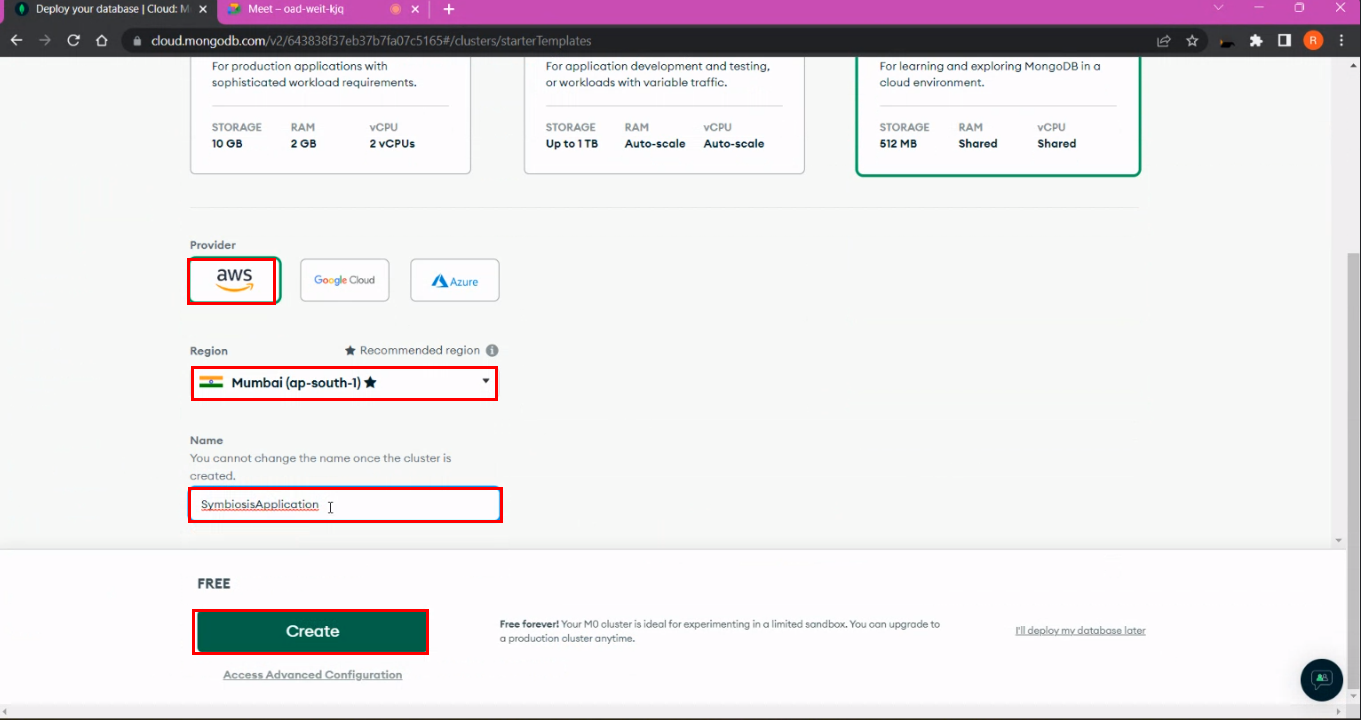 Deploy your database | Cloud: M
Meet – oad-weit-kjq
cloud.mongodb.com/v2/643838f37eb37b7fa07c5165#/clusters/starterTemplates
R
For production applications with
sophisticated workload requirements.
STORAGE RAM vCPU
10 GB 2 GB 2 vCPUs
For application development and testing,
or workloads with variable traffic.
STORAGE RAM vCPU
Up to 1 TB Auto-scale Auto-scale
For learning and exploring MongoDB in a
cloud environment.
STORAGE RAM vCPU
512 MB Shared Shared
Provider
aws Google Cloud Azure
Region ★ Recommended region
Mumbai (ap-south-1) ★
Name
You cannot change the name once the cluster is
created.
SymbiosisApplication
FREE
Create
Access Advanced Configuration
Free forever! Your M0 cluster is ideal for experimenting in a limited sandbox. You can upgrade to
a production cluster anytime.
I'll deploy my database later